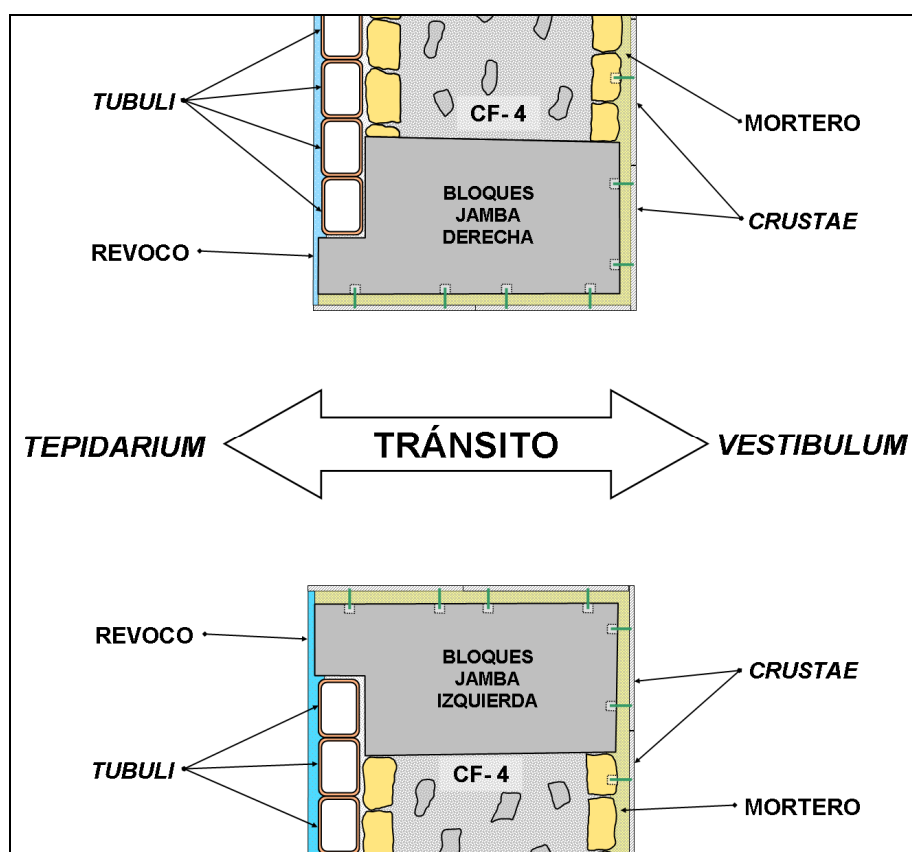 TUBULI
CF- 4
MORTERO
BLOQUES
JAMBA
DERECHA
CRUSTAE
REVOCO
TEPIDARIUM
TRÁNSITO
VESTIBULUM
REVOCO
BLOQUES
JAMBA
IZQUIERDA
CRUSTAE
TUBULI
CF- 4
MORTERO